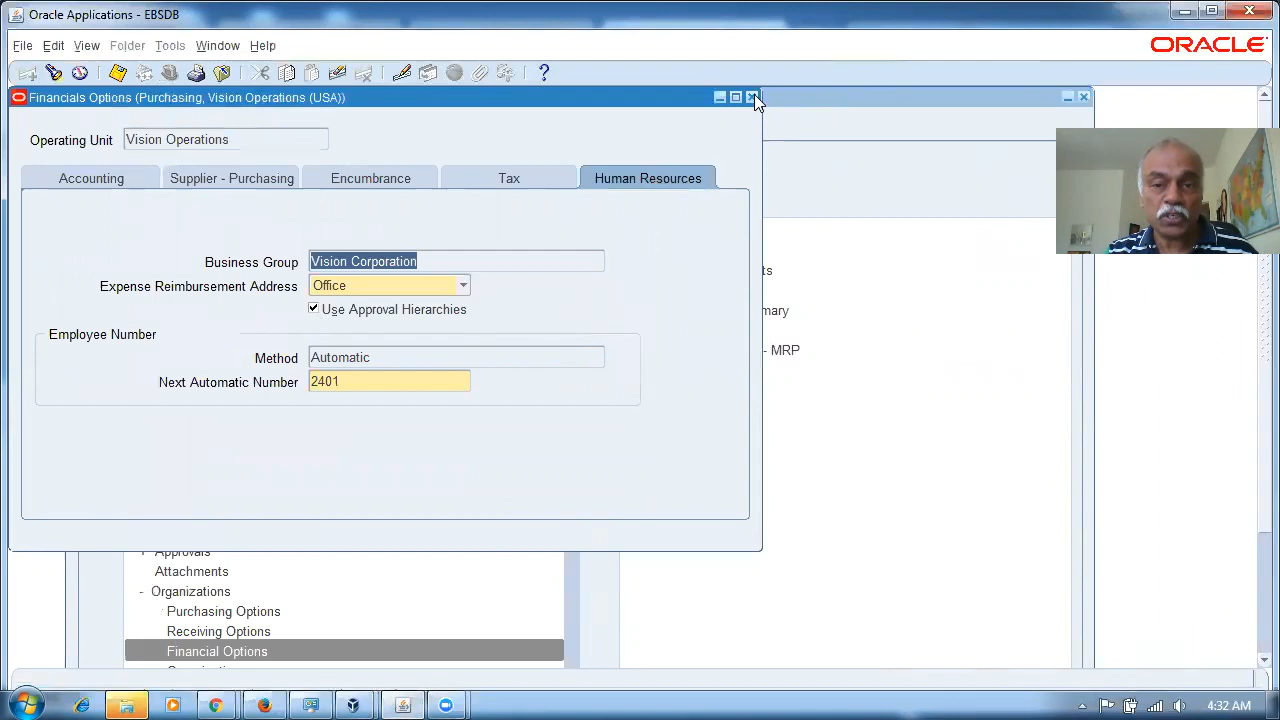 Oracle Applications - EBSDB
File Edit View Folder Tools Window Help
ORACLE
Financials Options (Purchasing, Vision Operations (USA))
Operating Unit Vision Operations
Accounting Supplier - Purchasing Encumbrance Tax Human Resources
Business Group Vision Corporation
Expense Reimbursement Address Office
Use Approval Hierarchies
Employee Number
Method Automatic
Next Automatic Number 2401
- MRP
+ Approvals
Attachments
- Organizations
Purchasing Options
Receiving Options
Financial Options
4:32 AM